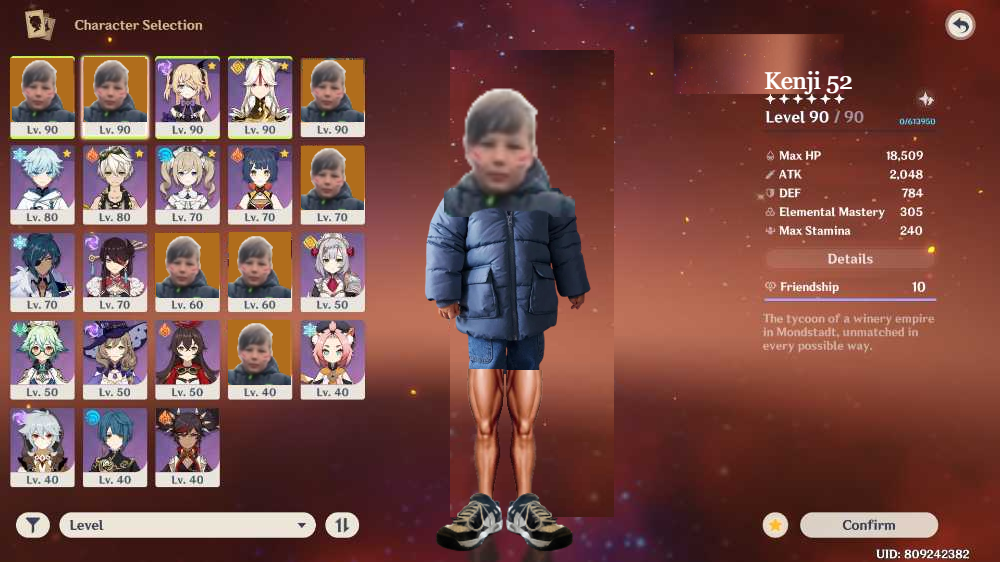 Character Selection
Lv. 90
Lv. 90
Lv. 90
Lv. 90
Lv. 90
Lv. 80
Lv. 80
Lv. 70
Lv. 70
Lv. 70
Lv. 70
Lv. 70
Lv. 60
Lv. 60
Lv. 50
Lv. 50
Lv. 50
Lv. 50
Lv. 40
Lv. 40
Lv. 40
Lv. 40
Lv. 40
Level
Kenji 52
Level 90 / 90
0/613950
Max HP 18,509
ATK 2,048
DEF 784
Elemental Mastery 305
Max Stamina 240
Details
Friendship 10
The tycoon of a winery empire
in Mondstadt, unmatched in
every possible way.
Confirm
UID: 809242382